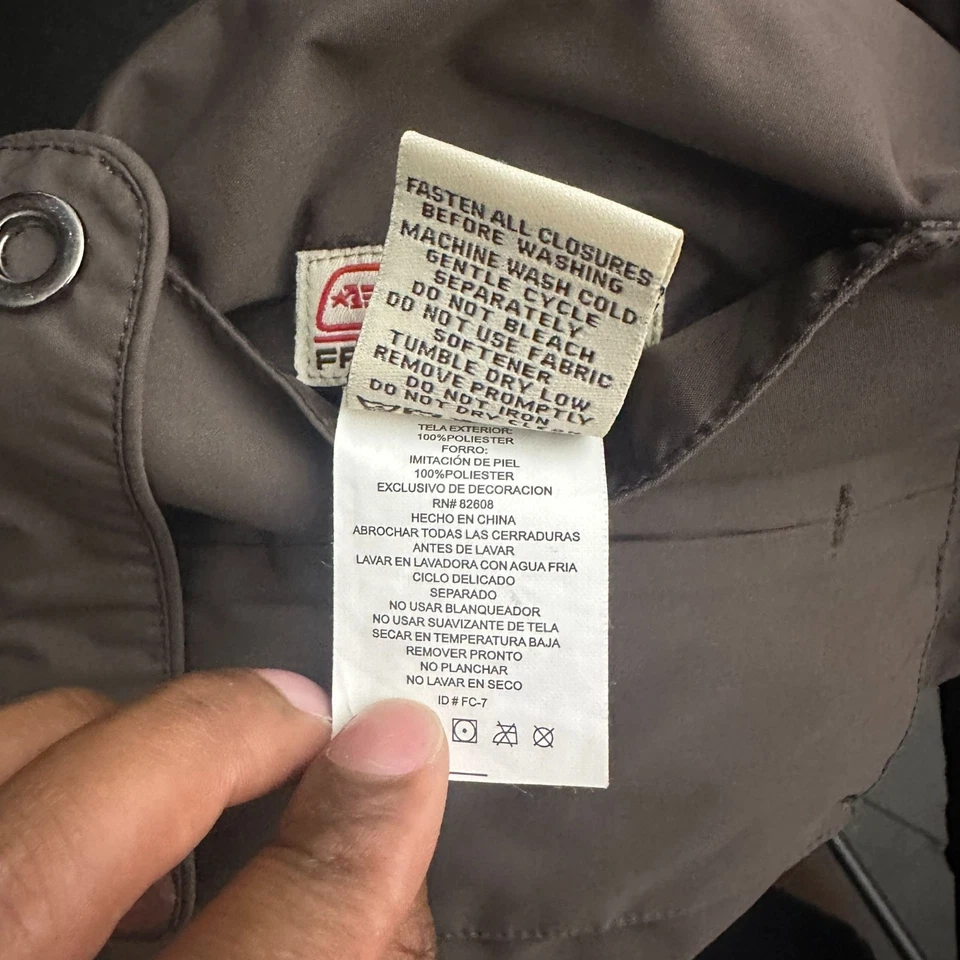 FASTEN ALL CLOSURES
BEFORE WASHING
MACHINE WASH COLD
GENTLE CYCLE
SEPARATELY
DO NOT BLEACH
DO NOT USE FABRIC
SOFTENER
TUMBLE DRY LOW
REMOVE PROMPTLY
DO NOT IRON
DO NOT DRY CLEAN
TELA EXTERIOR:
100%POLIESTER
FORRO:
IMITACIÓN DE PIEL
100%POLIESTER
EXCLUSIVO DE DECORACION
RN# 82608
HECHO EN CHINA
ABROCHAR TODAS LAS CERRADURAS
ANTES DE LAVAR
LAVAR EN LAVADORA CON AGUA FRIA
CICLO DELICADO
SEPARADO
NO USAR BLANQUEADOR
NO USAR SUAVIZANTE DE TELA
SECAR EN TEMPERATURA BAJA
REMOVER PRONTO
NO PLANCHAR
NO LAVAR EN SECO
ID # FC-7